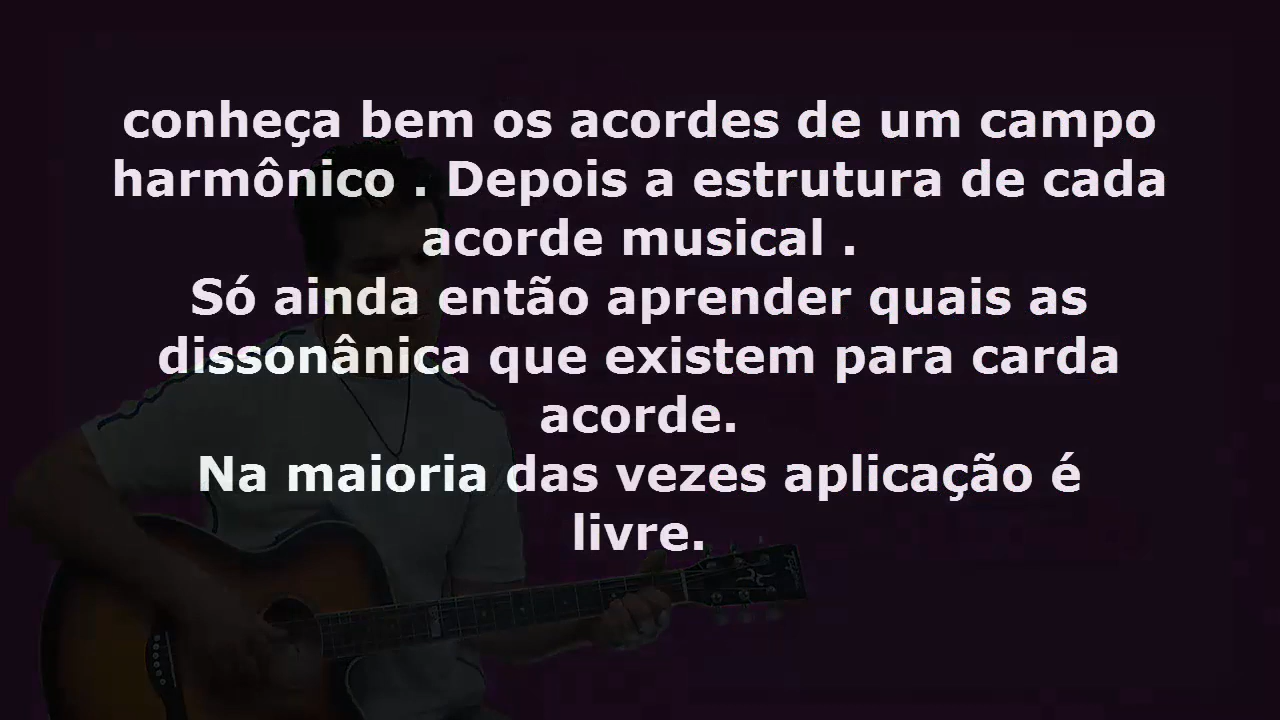 conheça bem os acordes de um campo
harmônico . Depois a estrutura de cada
acorde musical .
Só ainda então aprender quais as
dissonânica que existem para carda
acorde.
Na maioria das vezes aplicação é
livre.